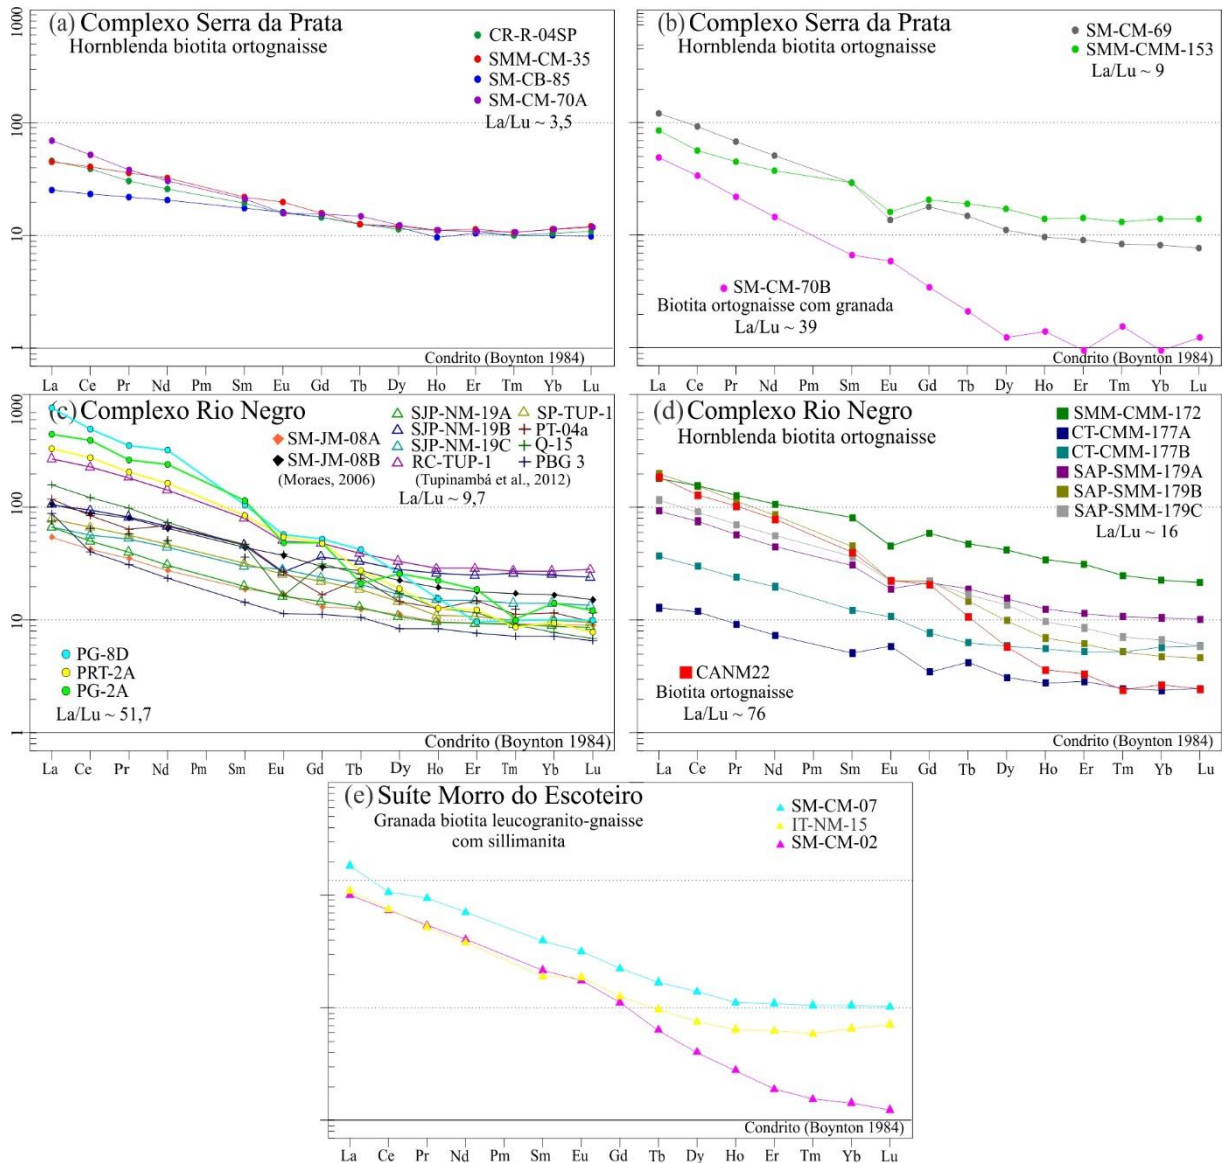 (a) Complexo Serra da Prata
Hornblenda biotita ortognaisse
CR-R-04SP
SMM-CM-35
SM-CB-85
SM-CM-70A
La/Lu ~ 3,5
1000
100
10
1
Condrito (Boynton 1984)
La Ce Pr Nd Pm Sm Eu Gd Tb Dy Ho Er Tm Yb Lu
(b) Complexo Serra da Prata
Hornblenda biotita ortognaisse
SM-CM-69
SMM-CMM-153
La/Lu ~ 9
SM-CM-70B
Biotita ortognaisse com granada
La/Lu ~ 39
Condrito (Boynton 1984)
La Ce Pr Nd Pm Sm Eu Gd Tb Dy Ho Er Tm Yb Lu
(c) Complexo Rio Negro
SM-JM-08A
SM-JM-08B
(Moraes, 2006)
SJP-NM-19A
SJP-NM-19B
SJP-NM-19C
RC-TUP-1
SP-TUP-1
PT-04a
Q-15
PBG 3
(Tupinambá et al., 2012)
La/Lu ~ 9,7
PG-8D
PRT-2A
PG-2A
La/Lu ~ 51,7
1000
100
10
1
Condrito (Boynton 1984)
La Ce Pr Nd Pm Sm Eu Gd Tb Dy Ho Er Tm Yb Lu
(d) Complexo Rio Negro
Hornblenda biotita ortognaisse
SMM-CMM-172
CT-CMM-177A
CT-CMM-177B
SAP-SMM-179A
SAP-SMM-179B
SAP-SMM-179C
La/Lu ~ 16
CANM22
Biotita ortognaisse
La/Lu ~ 76
Condrito (Boynton 1984)
La Ce Pr Nd Pm Sm Eu Gd Tb Dy Ho Er Tm Yb Lu
(e) Suíte Morro do Escoteiro
Granada biotita leucogranito-gnaisse
com sillimanita
SM-CM-07
IT-NM-15
SM-CM-02
Condrito (Boynton 1984)
La Ce Pr Nd Pm Sm Eu Gd Tb Dy Ho Er Tm Yb Lu